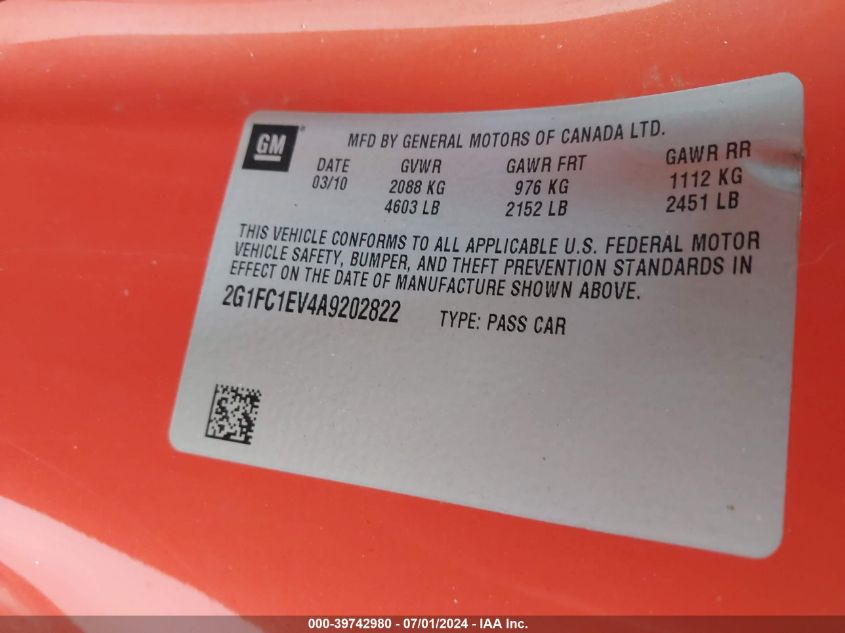 GM
MFD BY GENERAL MOTORS OF CANADA LTD.
DATE GVWR GAWR FRT GAWR RR
03/10 2088 KG 976 KG 1112 KG
4603 LB 2152 LB 2451 LB
THIS VEHICLE CONFORMS TO ALL APPLICABLE U.S. FEDERAL MOTOR
VEHICLE SAFETY, BUMPER, AND THEFT PREVENTION STANDARDS IN
EFFECT ON THE DATE OF MANUFACTURE SHOWN ABOVE.
2G1FC1EV4A9202822 TYPE: PASS CAR
000-39742980 - 07/01/2024 - IAA Inc.